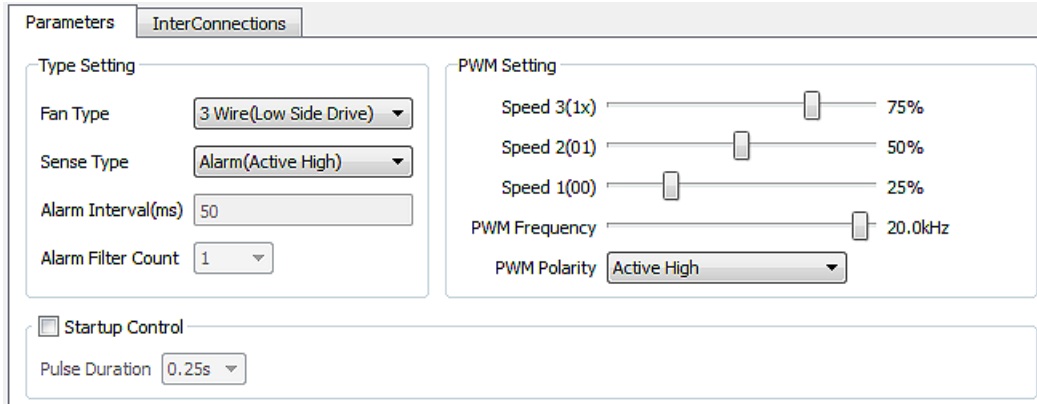 Parameters
InterConnections
Type Setting
Fan Type 3 Wire(Low Side Drive)
Sense Type Alarm(Active High)
Alarm Interval(ms) 50
Alarm Filter Count 1
PWM Setting
Speed 3(1x) 75%
Speed 2(01) 50%
Speed 1(00) 25%
PWM Frequency 20.0kHz
PWM Polarity Active High
Startup Control
Pulse Duration 0.25s